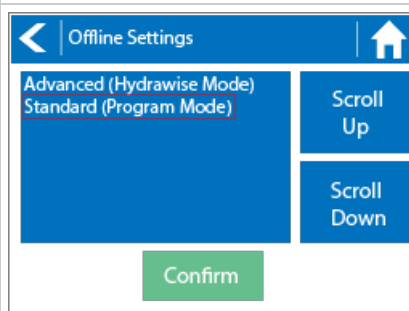 Offline Settings
Advanced (Hydrawise Mode)
Standard (Program Mode)
Scroll
Up
Scroll
Down
Confirm